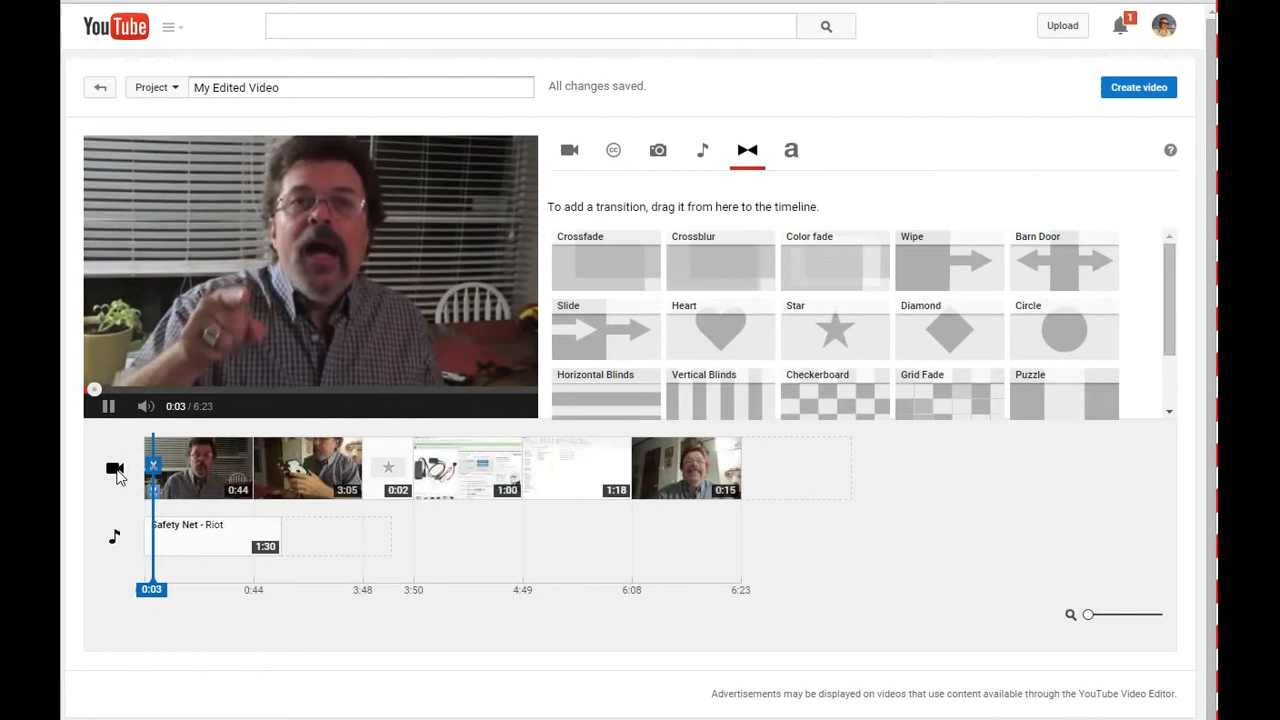 YouTube
Upload
1
Project
My Edited Video
All changes saved.
Create video
cc
a
?
To add a transition, drag it from here to the timeline.
Crossfade Crossblur Color fade Wipe Barn Door
Slide Heart Star Diamond Circle
Horizontal Blinds Vertical Blinds Checkerboard Grid Fade Puzzle
0:03 / 6:23
0:44 3:05 0:02 1:00 1:18 0:15
Safety Net - Riot
1:30
0:03 0:44 3:48 3:50 4:49 6:08 6:23
Advertisements may be displayed on videos that use content available through the YouTube Video Editor.